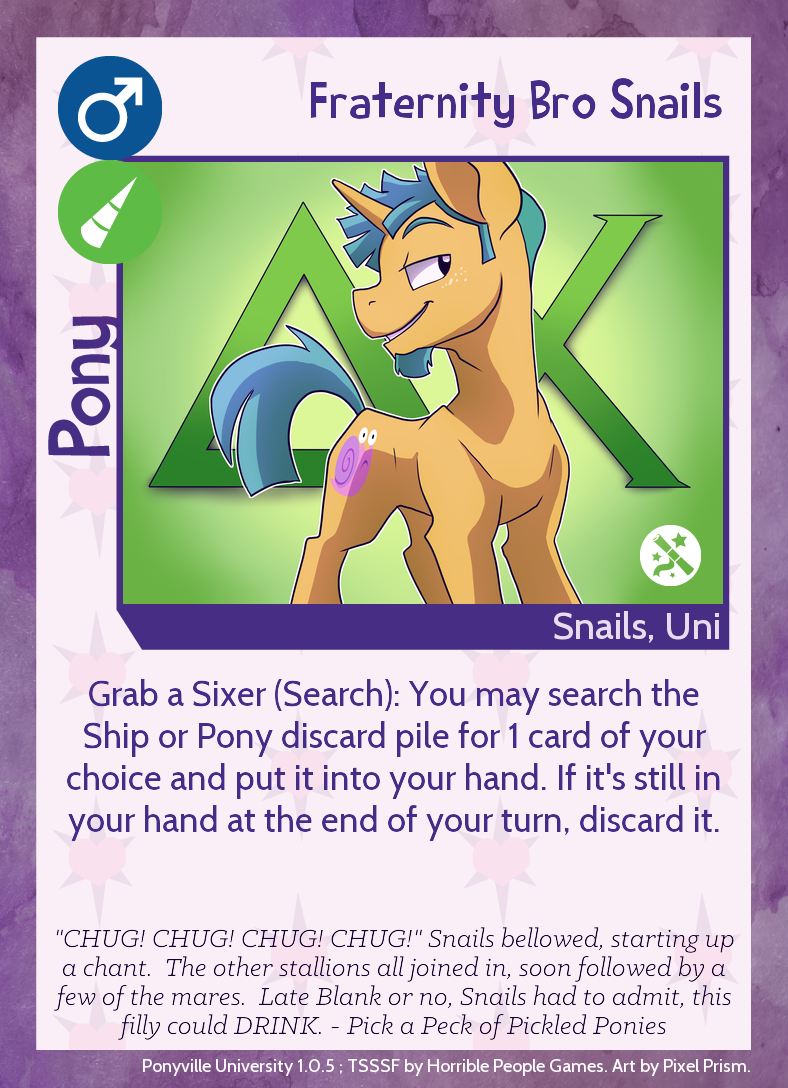 Fraternity Bro Snails
ΔK
Pony
Snails, Uni
Grab a Sixer (Search): You may search the
Ship or Pony discard pile for 1 card of your
choice and put it into your hand. If it's still in
your hand at the end of your turn, discard it.
"CHUG! CHUG! CHUG! CHUG!" Snails bellowed, starting up
a chant.  The other stallions all joined in, soon followed by a
few of the mares.  Late Blank or no, Snails had to admit, this
filly could DRINK. - Pick a Peck of Pickled Ponies
Ponyville University 1.0.5 ; TSSSF by Horrible People Games. Art by Pixel Prism.